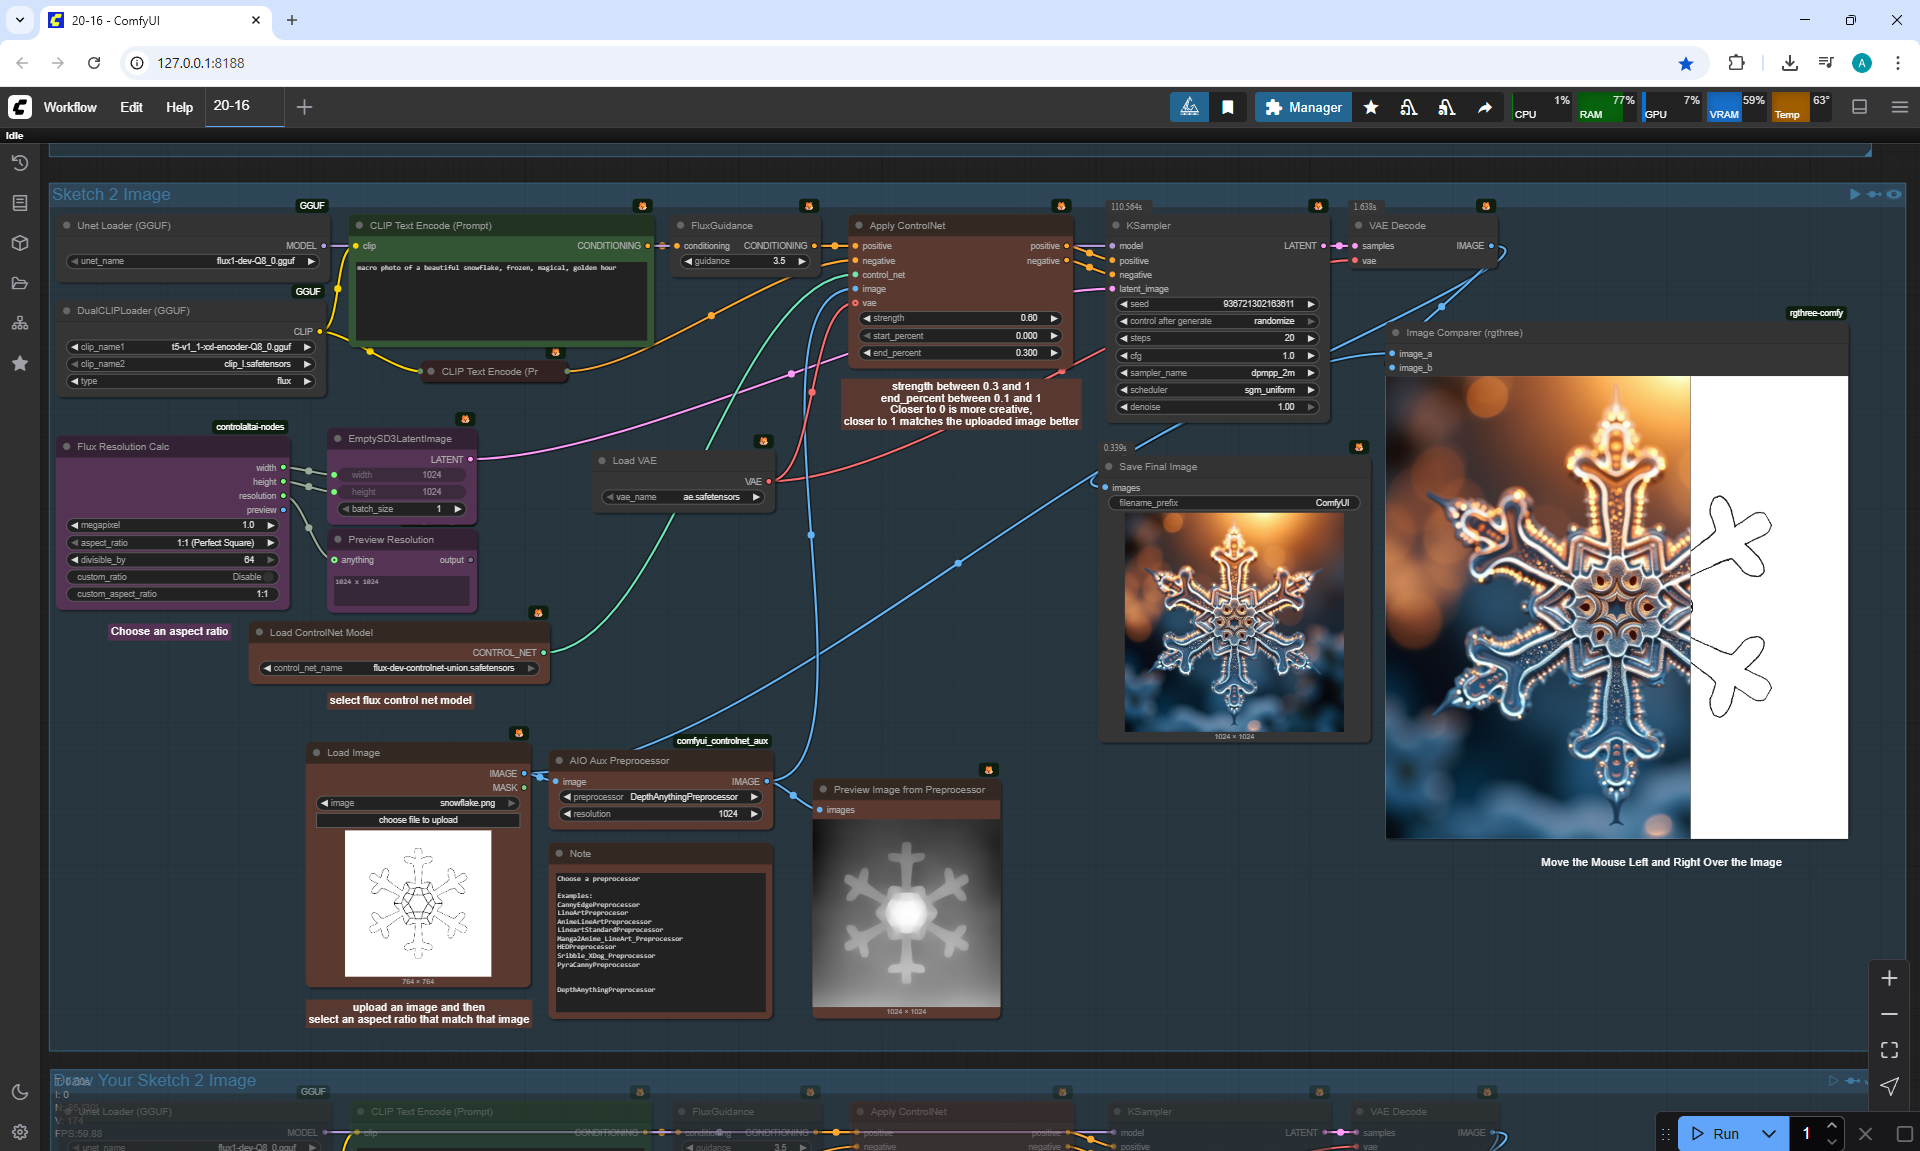 20-16 - ComfyUI
127.0.0.1:8188
A
Workflow
Edit
Help
20-16
Manager
CPU 1%
RAM 77%
GPU 7%
VRAM 59%
Temp 63°
Idle
Sketch 2 Image
GGUF
Unet Loader (GGUF)
MODEL
unet_name flux1-dev-Q8_0.gguf
GGUF
DualCLIPLoader (GGUF)
CLIP
clip_name1 t5-v1_1-xxl-encoder-Q8_0.gguf
clip_name2 clip_l.safetensors
type flux
CLIP Text Encode (Prompt)
clip CONDITIONING
macro photo of a beautiful snowflake, frozen, magical, golden hour
CLIP Text Encode (Pr
FluxGuidance
conditioning CONDITIONING
guidance 3.5
Apply ControlNet
positive positive
negative negative
control_net
image
vae
strength 0.60
start_percent 0.000
end_percent 0.300
strength between 0.3 and 1
end_percent between 0.1 and 1
Closer to 0 is more creative,
closer to 1 matches the uploaded image better
110.564s
KSampler
model LATENT
positive
negative
latent_image
seed 936721302163611
control after generate randomize
steps 20
cfg 1.0
sampler_name dpmpp_2m
scheduler sgm_uniform
denoise 1.00
1.638s
VAE Decode
samples IMAGE
vae
rgthree-comfy
Image Comparer (rgthree)
image_a
image_b
Move the Mouse Left and Right Over the Image
controlaltai-nodes
Flux Resolution Calc
width
height
resolution
preview
megapixel 1.0
aspect_ratio 1:1 (Perfect Square)
divisible_by 64
custom_ratio Disable
custom_aspect_ratio 1:1
Choose an aspect ratio
EmptySD3LatentImage
LATENT
width 1024
height 1024
batch_size 1
Preview Resolution
anything output
1024 x 1024
Load VAE
VAE
vae_name ae.safetensors
0.339s
Save Final Image
images
filename_prefix ComfyUI
1024 × 1024
Load ControlNet Model
CONTROL_NET
control_net_name flux-dev-controlnet-union.safetensors
select flux control net model
Load Image
IMAGE
MASK
image snowflake.png
choose file to upload
764 × 764
upload an image and then
select an aspect ratio that match that image
comfyui_controlnet_aux
AIO Aux Preprocessor
image IMAGE
preprocessor DepthAnythingPreprocessor
resolution 1024
Note
Choose a preprocessor
Examples:
CannyEdgePreprocessor
LineArtPreprocesor
AnimeLineArtPreprocessor
LineartStandardPreprocessor
Manga2Anime_LineArt_Preprocessor
HEDPreprocessor
Sribble_XDog_Preprocessor
PyraCannyPreprocessor
DepthAnythingPreprocessor
Preview Image from Preprocessor
images
1024 × 1024
Draw Your Sketch 2 Image
I: 0
V: 174
FPS:59.88
GGUF
Unet Loader (GGUF)
MODEL
unet_name flux1-dev-Q8_0.gguf
CLIP Text Encode (Prompt)
clip CONDITIONING
FluxGuidance
conditioning CONDITIONING
guidance 3.5
Apply ControlNet
positive positive
negative negative
KSampler
model LATENT
positive
VAE Decode
samples IMAGE
vae
Run
1